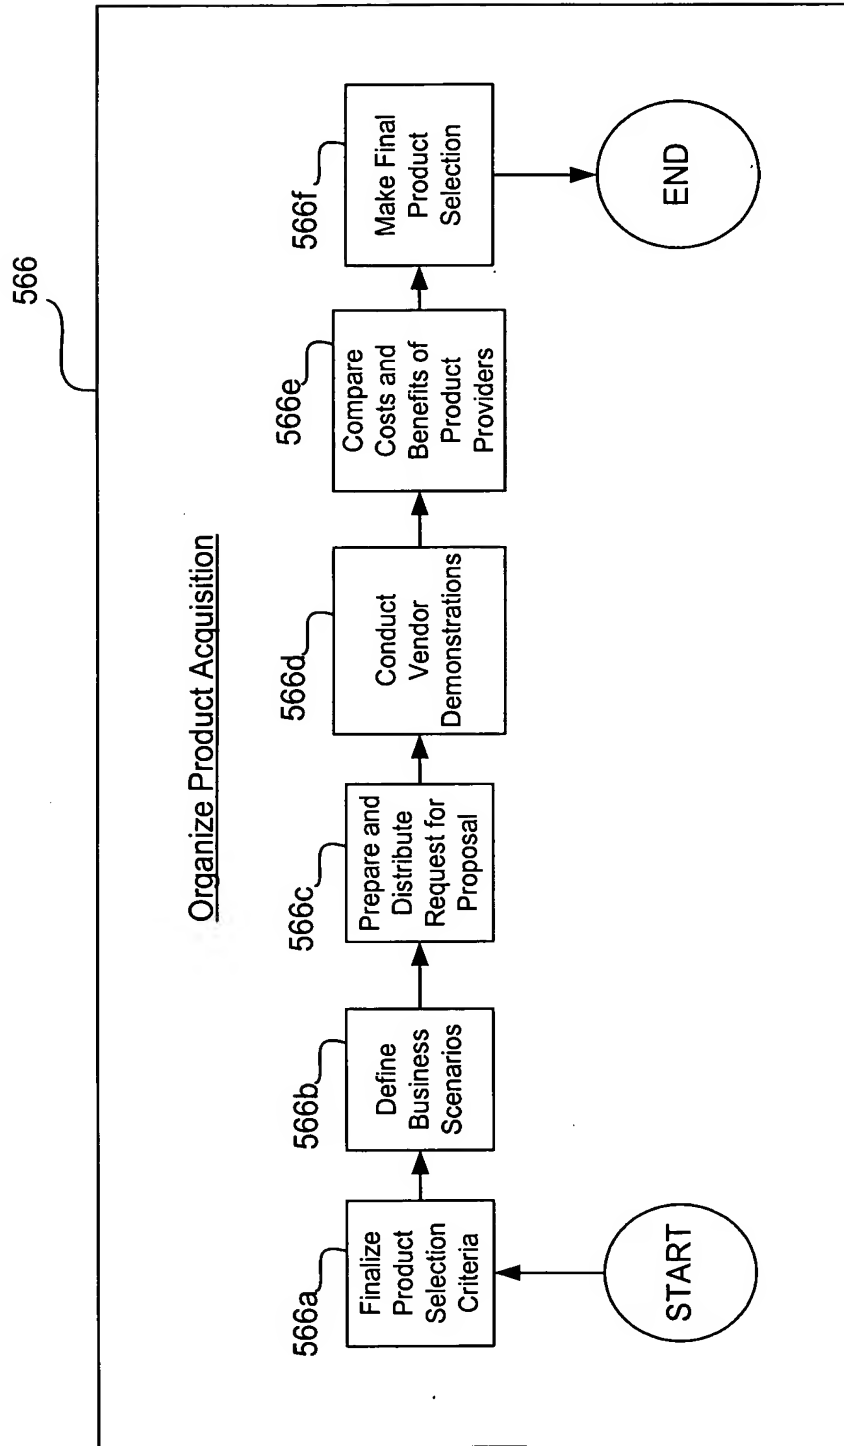 566
Organize Product Acquisition
566a
Finalize
Product
Selection
Criteria
566b
Define
Business
Scenarios
566c
Prepare and
Distribute
Request for
Proposal
566d
Conduct
Vendor
Demonstrations
566e
Compare
Costs and
Benefits of
Product
Providers
566f
Make Final
Product
Selection
START
END